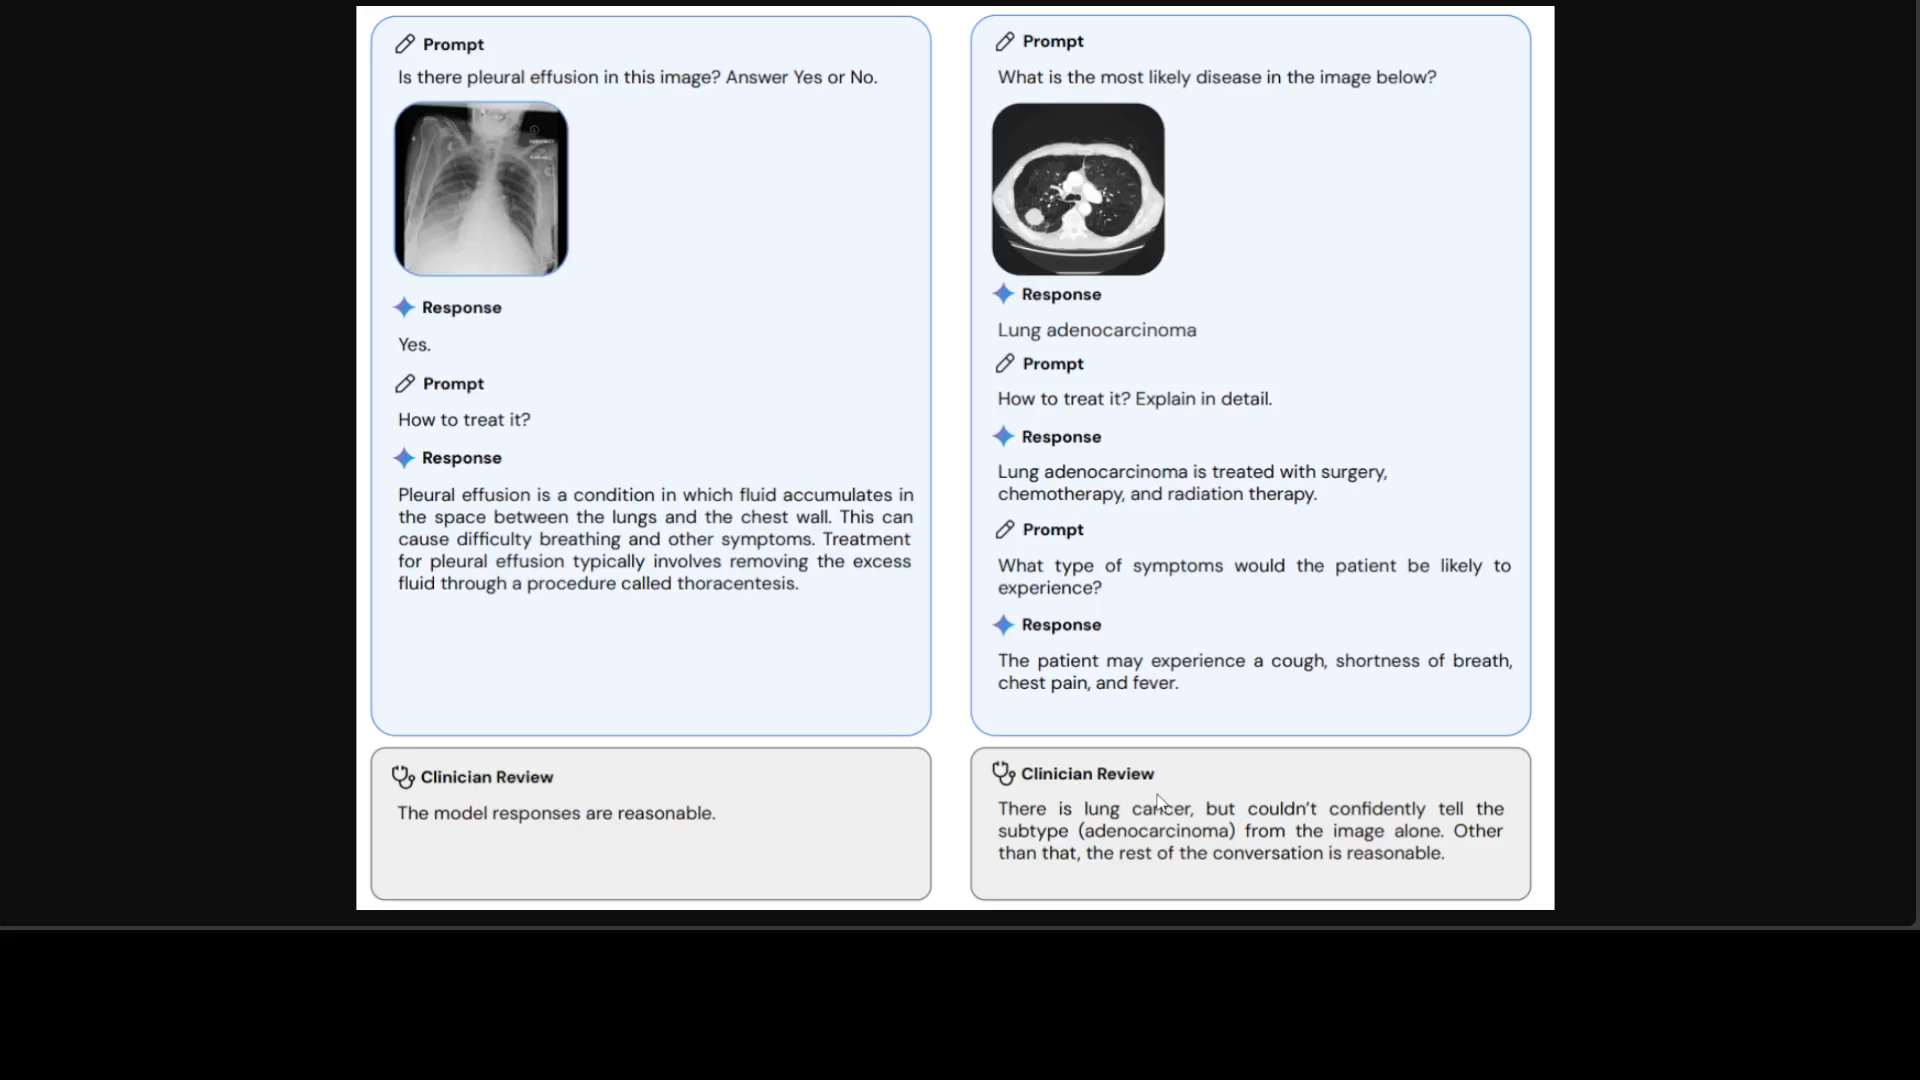 Prompt
Is there pleural effusion in this image? Answer Yes or No.
Response
Yes.
Prompt
How to treat it?
Response
Pleural effusion is a condition in which fluid accumulates in
the space between the lungs and the chest wall. This can
cause difficulty breathing and other symptoms. Treatment
for pleural effusion typically involves removing the excess
fluid through a procedure called thoracentesis.
Clinician Review
The model responses are reasonable.
Prompt
What is the most likely disease in the image below?
Response
Lung adenocarcinoma
Prompt
How to treat it? Explain in detail.
Response
Lung adenocarcinoma is treated with surgery,
chemotherapy, and radiation therapy.
Prompt
What type of symptoms would the patient be likely to
experience?
Response
The patient may experience a cough, shortness of breath,
chest pain, and fever.
Clinician Review
There is lung cancer, but couldn't confidently tell the
subtype (adenocarcinoma) from the image alone. Other
than that, the rest of the conversation is reasonable.